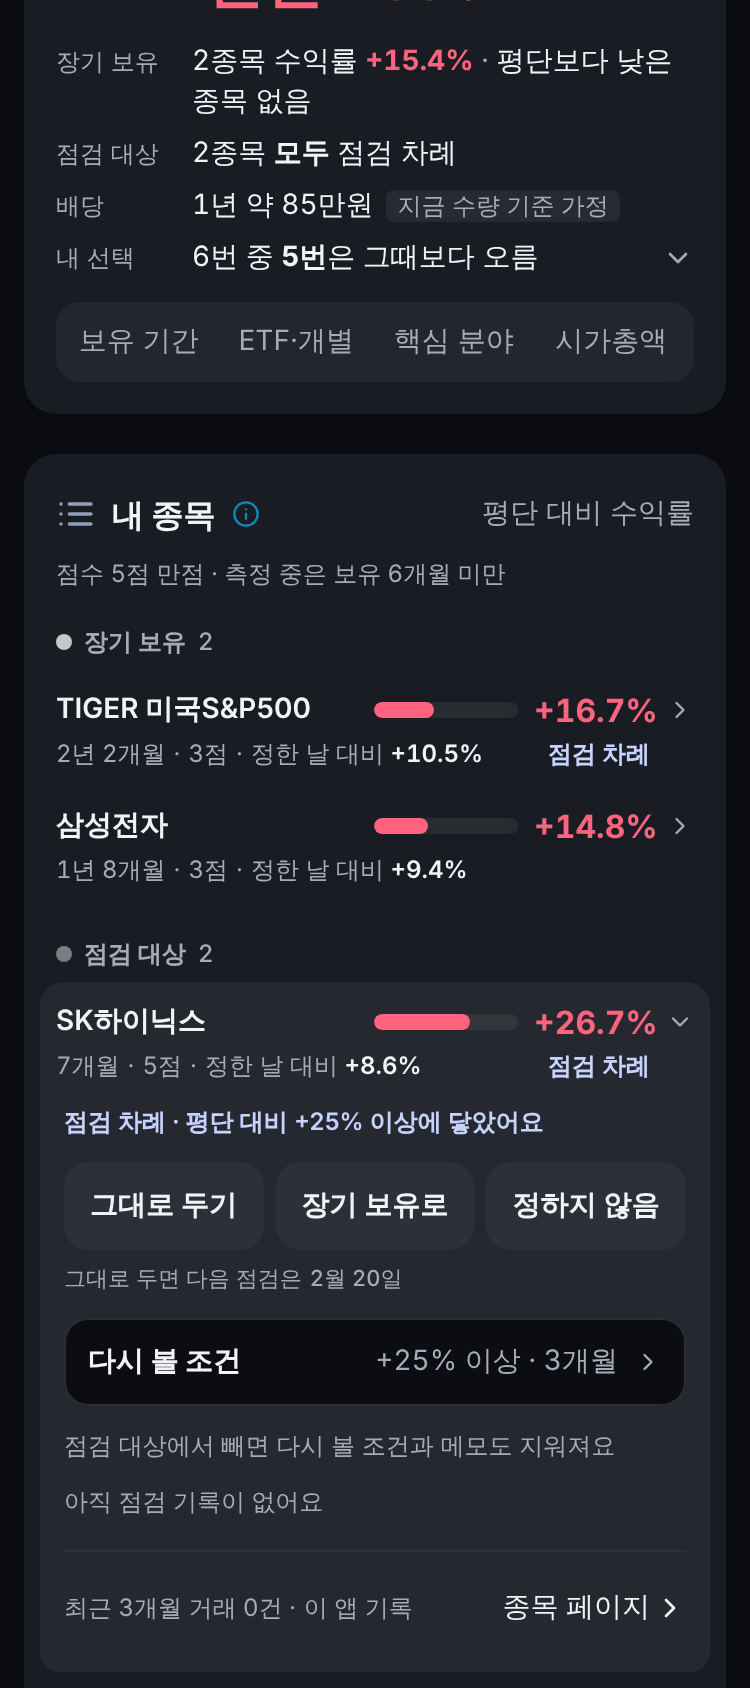 장기 보유 2종목 수익률 +15.4% · 평단보다 낮은
종목 없음
점검 대상 2종목 모두 점검 차례
배당 1년 약 85만원 지금 수량 기준 가정
내 선택 6번 중 5번은 그때보다 오름
보유 기간 ETF·개별 핵심 분야 시가총액
내 종목 평단 대비 수익률
점수 5점 만점 · 측정 중은 보유 6개월 미만
장기 보유 2
TIGER 미국S&P500 +16.7%
2년 2개월 · 3점 · 정한 날 대비 +10.5% 점검 차례
삼성전자 +14.8%
1년 8개월 · 3점 · 정한 날 대비 +9.4%
점검 대상 2
SK하이닉스 +26.7%
7개월 · 5점 · 정한 날 대비 +8.6% 점검 차례
점검 차례 · 평단 대비 +25% 이상에 닿았어요
그대로 두기 장기 보유로 정하지 않음
그대로 두면 다음 점검은 2월 20일
다시 볼 조건 +25% 이상 · 3개월
점검 대상에서 빼면 다시 볼 조건과 메모도 지워져요
아직 점검 기록이 없어요
최근 3개월 거래 0건 · 이 앱 기록 종목 페이지